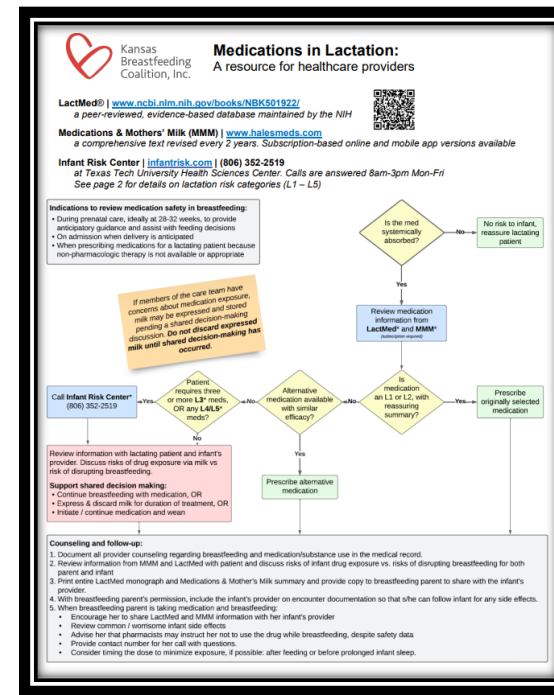 Kansas
Breastfeeding
Coalition, Inc.
Medications in Lactation:
A resource for healthcare providers
LactMed® | www.ncbi.nlm.nih.gov/books/NBK501922/
a peer-reviewed, evidence-based database maintained by the NIH
Medications & Mothers' Milk (MMM) | www.halesmeds.com
a comprehensive text revised every 2 years. Subscription-based online and mobile app versions available
Infant Risk Center | infantrisk.com | (806) 352-2519
at Texas Tech University Health Sciences Center. Calls are answered 8am-3pm Mon-Fri
See page 2 for details on lactation risk categories (L1 – L5)
Indications to review medication safety in breastfeeding:
• During prenatal care, ideally at 28-32 weeks, to provide
anticipatory guidance and assist with feeding decisions
• On admission when delivery is anticipated
• When prescribing medications for a lactating patient because
non-pharmacologic therapy is not available or appropriate
Is the med
systemically
absorbed?
No
No risk to infant,
reassure lactating
patient
Yes
If members of the care team have
concerns about medication exposure,
milk may be expressed and stored
pending a shared decision-making
discussion. Do not discard expressed
milk until shared decision-making has
occurred.
Review medication
information from
LactMed* and MMM*
(subscription required)
Is
medication
an L1 or L2, with
reassuring
summary?
Yes
Prescribe
originally selected
medication
No
Alternative
medication available
with similar
efficacy?
No
Patient
requires three
or more L3* meds,
OR any L4/L5*
meds?
Yes
Call Infant Risk Center*
(806) 352-2519
No
Yes
Prescribe alternative
medication
Review information with lactating patient and infant's
provider. Discuss risks of drug exposure via milk vs
risk of disrupting breastfeeding.
Support shared decision making:
• Continue breastfeeding with medication, OR
• Express & discard milk for duration of treatment, OR
• Initiate / continue medication and wean
Counseling and follow-up:
1. Document all provider counseling regarding breastfeeding and medication/substance use in the medical record.
2. Review information from MMM and LactMed with patient and discuss risks of infant drug exposure vs. risks of disrupting breastfeeding for both
parent and infant
3. Print entire LactMed monograph and Medications & Mother's Milk summary and provide copy to breastfeeding parent to share with the infant's
provider.
4. With breastfeeding parent's permission, include the infant's provider on encounter documentation so that s/he can follow infant for any side effects.
5. When breastfeeding parent is taking medication and breastfeeding:
• Encourage her to share LactMed and MMM information with her infant's provider
• Review common / worrisome infant side effects
• Advise her that pharmacists may instruct her not to use the drug while breastfeeding, despite safety data
• Provide contact number for her call with questions.
• Consider timing the dose to minimize exposure, if possible: after feeding or before prolonged infant sleep.